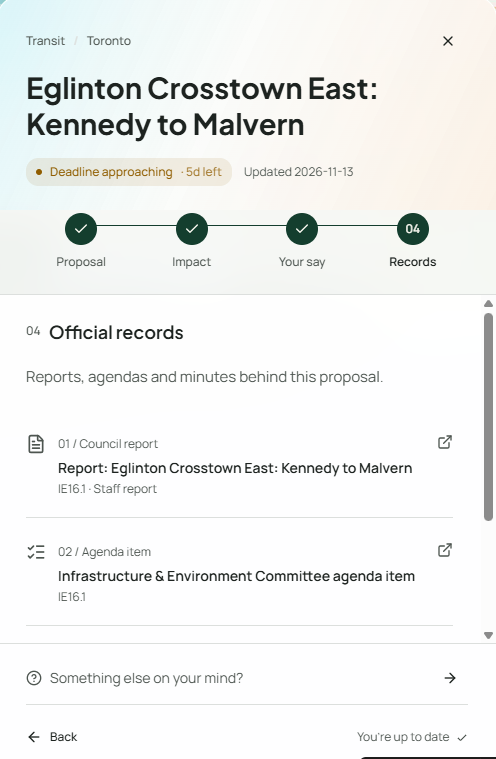 Transit / Toronto
Eglinton Crosstown East:
Kennedy to Malvern
Deadline approaching · 5d left Updated 2026-11-13
04
Proposal Impact Your say Records
04 Official records
Reports, agendas and minutes behind this proposal.
01 / Council report
Report: Eglinton Crosstown East: Kennedy to Malvern
IE16.1 · Staff report
02 / Agenda item
Infrastructure & Environment Committee agenda item
IE16.1
Something else on your mind?
Back You're up to date